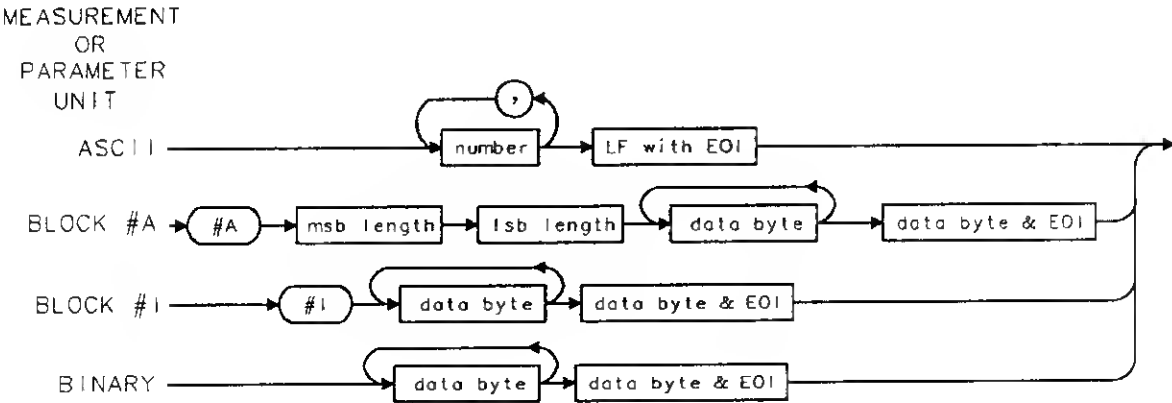 MEASUREMENT
OR
PARAMETER
UNIT
,
ASCII number LF with EOI
BLOCK #A #A msb length lsb length data byte data byte & EOI
BLOCK #I #I data byte data byte & EOI
BINARY data byte data byte & EOI